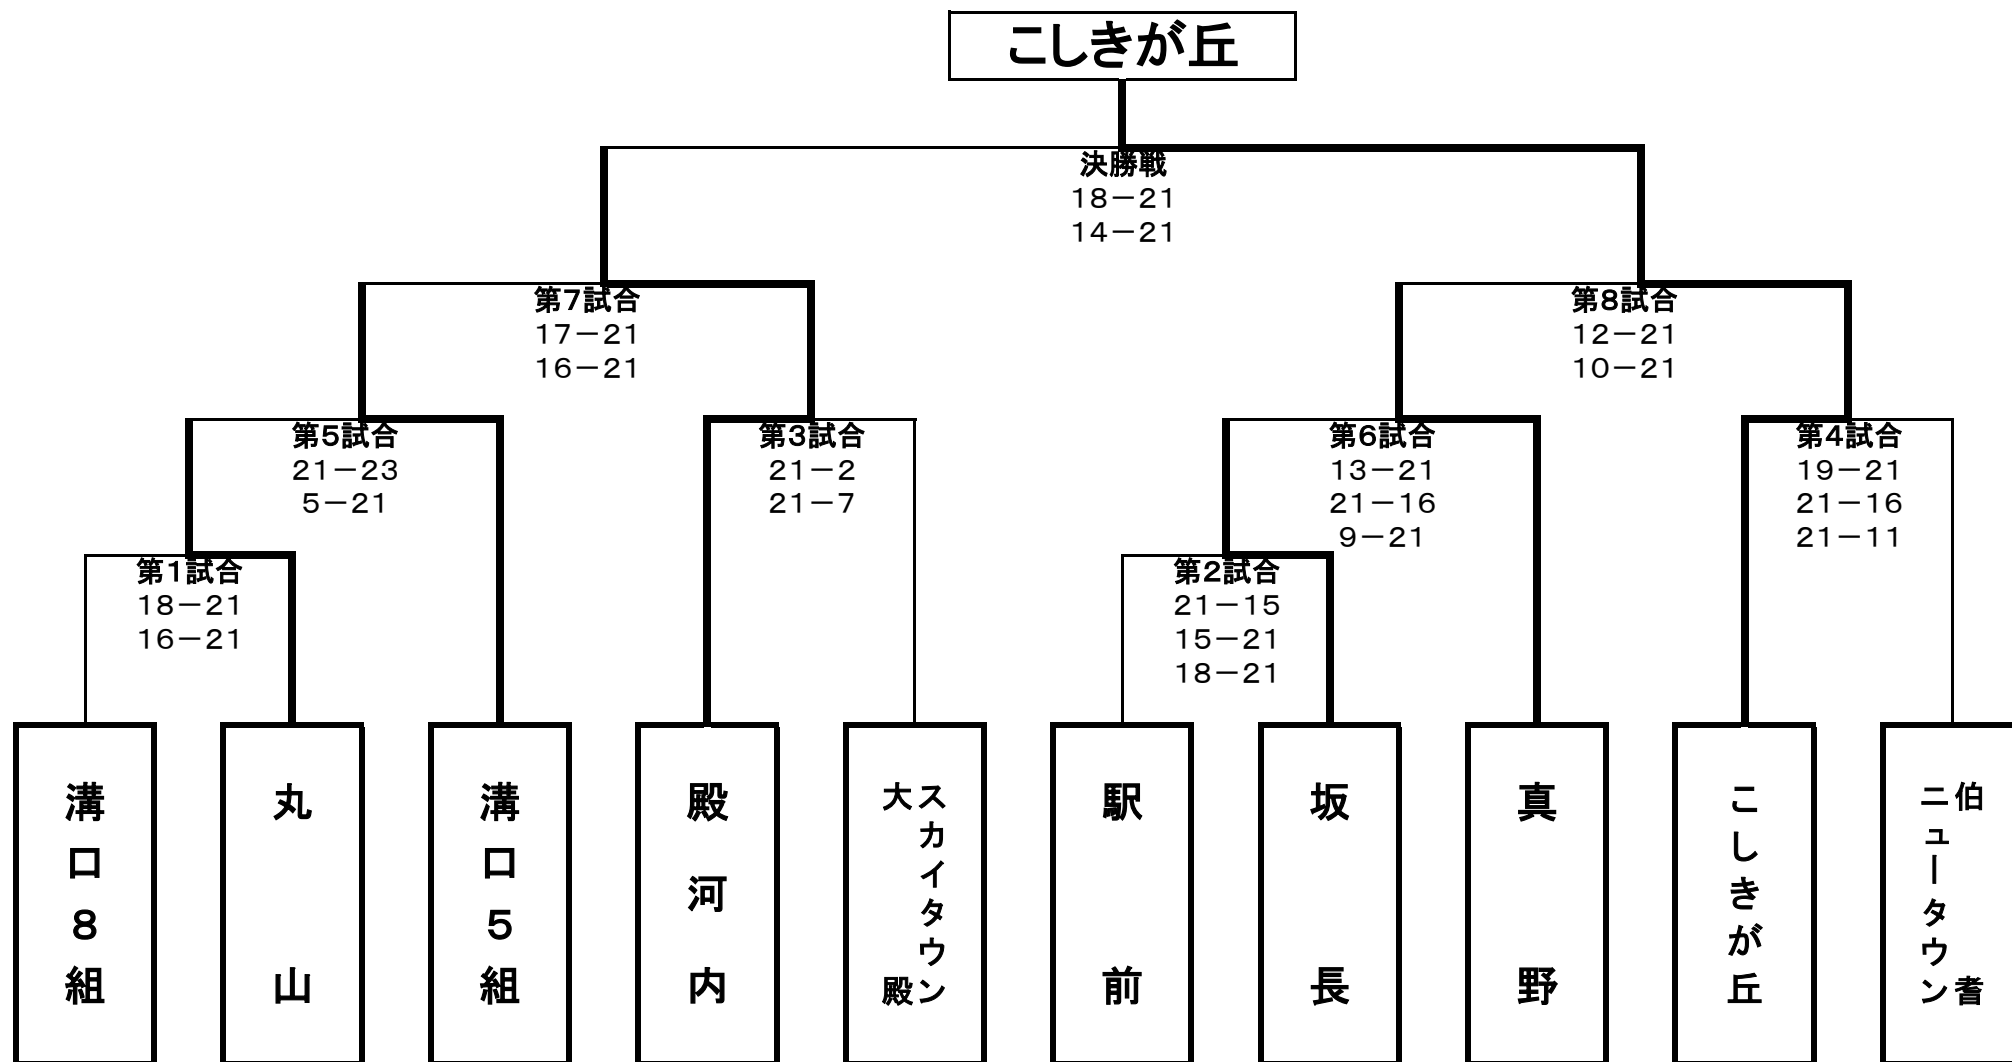 こしきが丘
決勝戦
18－21
14－21
第7試合
17－21
16－21
第8試合
12－21
10－21
第5試合
21－23
5－21
第3試合
21－2
21－7
第6試合
13－21
21－16
9－21
第4試合
19－21
21－16
21－11
第1試合
18－21
16－21
第2試合
21－15
15－21
18－21
溝口8組
丸山
溝口5組
殿河内
スカイタウン
大殿
駅前
坂長
真野
こしきが丘
伯耆
ニュータウン